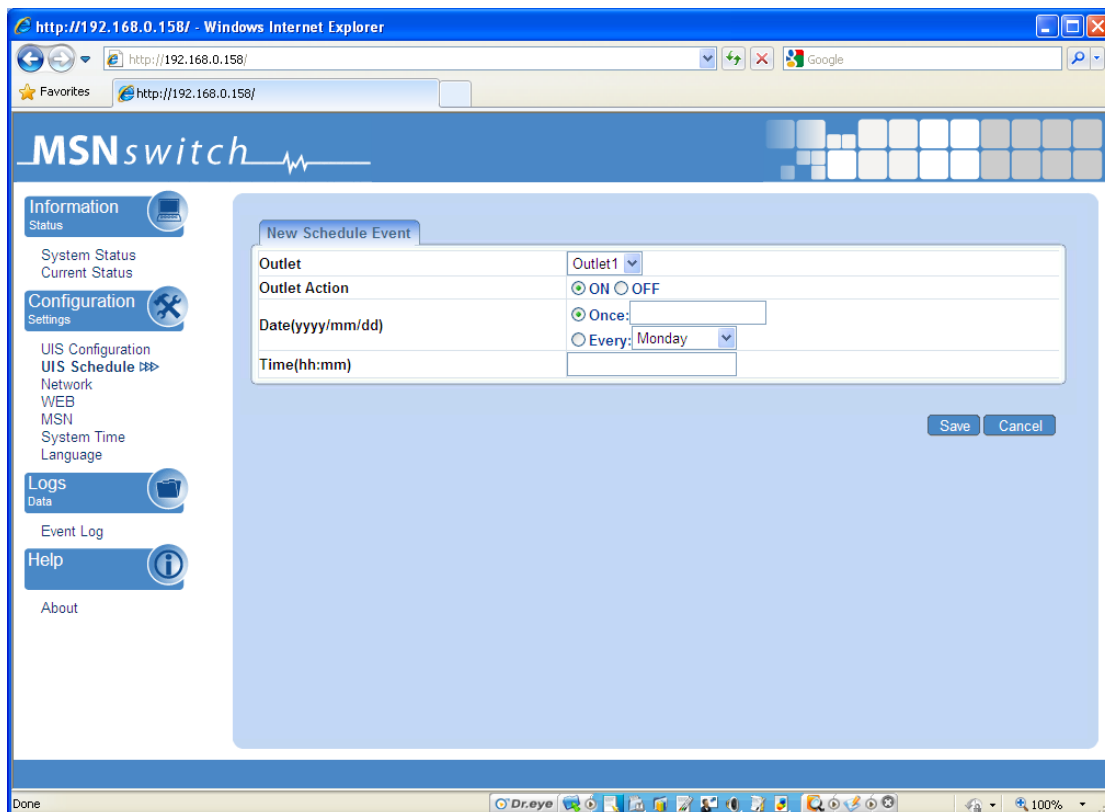 http://192.168.0.158/ - Windows Internet Explorer
http://192.168.0.158/
Google
Favorites
http://192.168.0.158/
MSNswitch
Information
Status
System Status
Current Status
Configuration
Settings
UIS Configuration
UIS Schedule
Network
WEB
MSN
System Time
Language
Logs
Data
Event Log
Help
About
New Schedule Event
Outlet Outlet1
Outlet Action ON OFF
Date(yyyy/mm/dd) Once:
Every: Monday
Time(hh:mm)
Save Cancel
Done
Dr.eye
100%